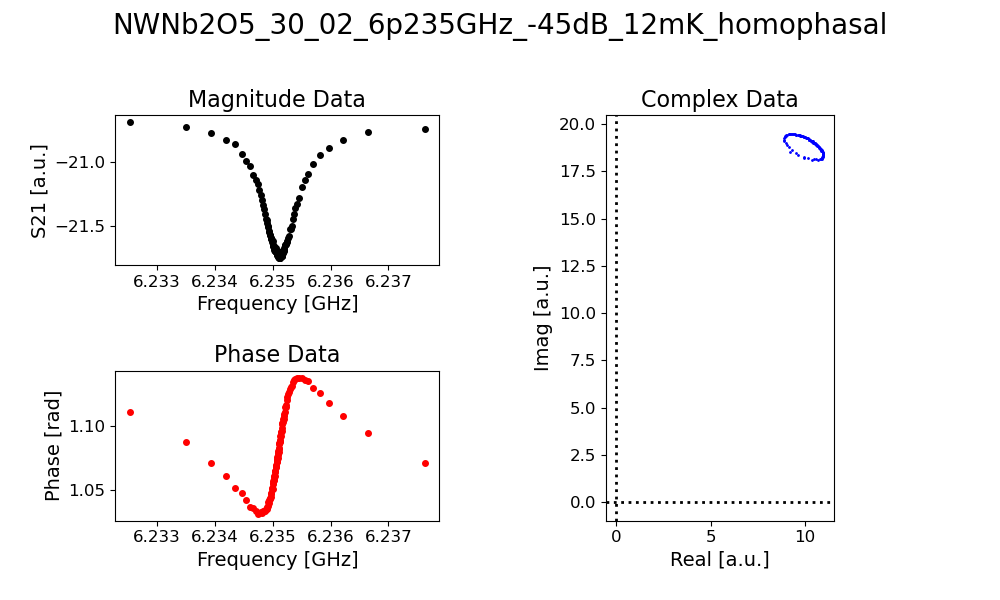 NWNb2O5_30_02_6p235GHz_-45dB_12mK_homophasal
Magnitude Data
S21 [a.u.]
−21.0
−21.5
6.233 6.234 6.235 6.236 6.237
Frequency [GHz]
Phase Data
Phase [rad]
1.10
1.05
6.233 6.234 6.235 6.236 6.237
Frequency [GHz]
Complex Data
Imag [a.u.]
20.0
17.5
15.0
12.5
10.0
7.5
5.0
2.5
0.0
0 5 10
Real [a.u.]